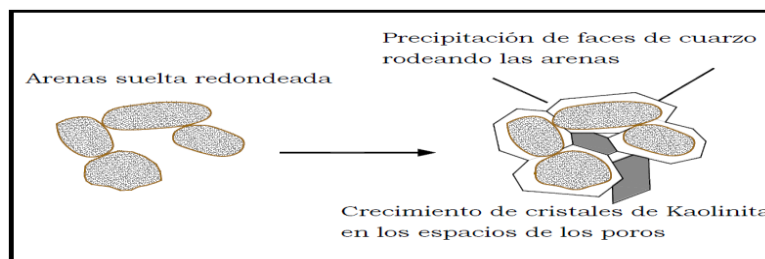 Precipitación de faces de cuarzo
rodeando las arenas
Arenas suelta redondeada
Crecimiento de cristales de Kaolinita
en los espacios de los poros